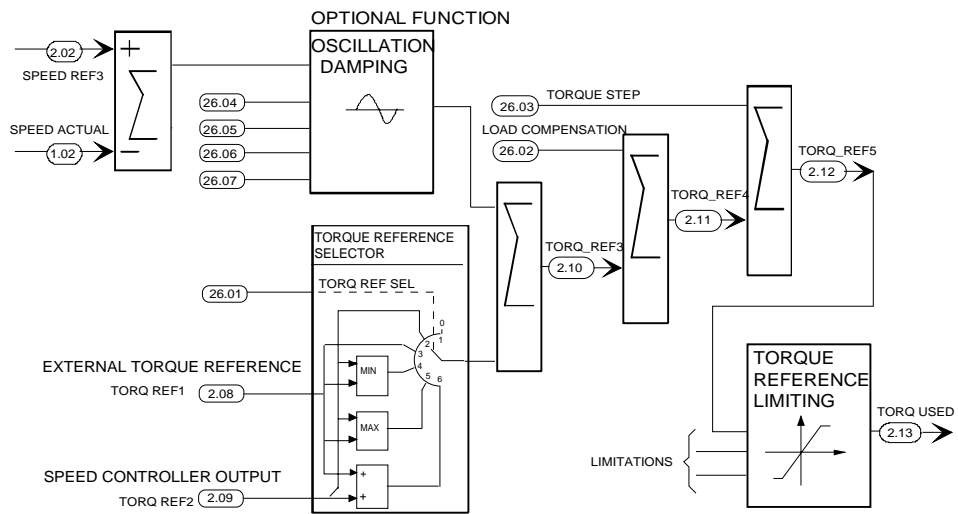 OPTIONAL FUNCTION
2.02
+
SPEED REF3
SPEED ACTUAL
1.02
−
OSCILLATION
DAMPING
26.04
26.05
26.06
26.07
26.03
TORQUE STEP
LOAD COMPENSATION
26.02
TORQ_REF5
2.12
TORQ_REF4
2.11
TORQ_REF3
2.10
TORQUE REFERENCE
SELECTOR
26.01
TORQ REF SEL
0
1
2
3
4
5
6
EXTERNAL TORQUE REFERENCE
TORQ REF1
2.08
MIN
MAX
+
+
SPEED CONTROLLER OUTPUT
TORQ REF2
2.09
TORQUE
REFERENCE
LIMITING
LIMITATIONS
TORQ USED
2.13